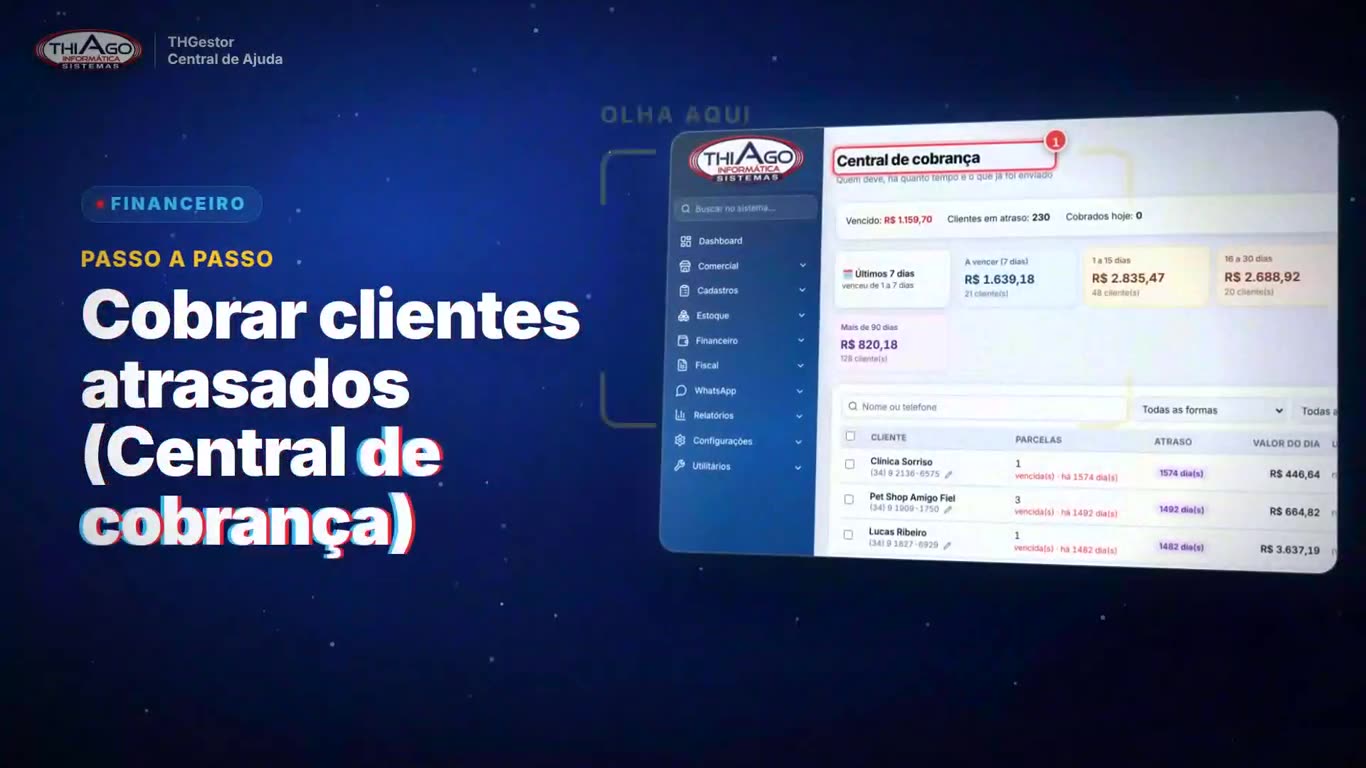 THIAGO
INFORMÁTICA
SISTEMAS
THGestor
Central de Ajuda
FINANCEIRO
PASSO A PASSO
Cobrar clientes
atrasados
(Central de
cobrança)
OLHA AQUI
THIAGO
INFORMÁTICA
SISTEMAS
Buscar no sistema...
Dashboard
Comercial
Cadastros
Estoque
Financeiro
Fiscal
WhatsApp
Relatórios
Configurações
Utilitários
1
Central de cobrança
Quem deve, há quanto tempo e o que já foi enviado
Vencido: R$ 1.159,70 Clientes em atraso: 230 Cobrados hoje: 0
Últimos 7 dias
venceu de 1 a 7 dias
A vencer (7 dias)
R$ 1.639,18
21 cliente(s)
1 a 15 dias
R$ 2.835,47
48 cliente(s)
16 a 30 dias
R$ 2.688,92
20 cliente(s)
Mais de 90 dias
R$ 820,18
128 cliente(s)
Nome ou telefone Todas as formas Todas a
CLIENTE PARCELAS ATRASO VALOR DO DIA
Clínica Sorriso 1 1574 dia(s) R$ 446,64
(34) 9 2136-6575 vencida(s) · há 1574 dia(s)
Pet Shop Amigo Fiel 3 1492 dia(s) R$ 664,82
(34) 9 1909-1750 vencida(s) · há 1492 dia(s)
Lucas Ribeiro 1 1482 dia(s) R$ 3.637,19
(34) 9 1827-6929 vencida(s) · há 1482 dia(s)